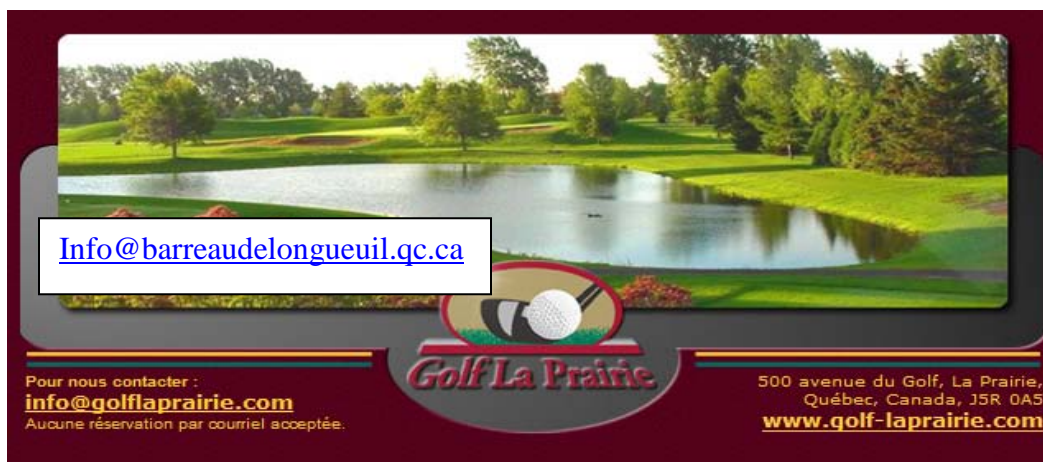 Info@barreaudelongueuil.qc.ca
Golf La Prairie
Pour nous contacter :
info@golflaprairie.com
Aucune réservation par courriel acceptée.
500 avenue du Golf, La Prairie,
Québec, Canada, J5R 0A5
www.golf-laprairie.com